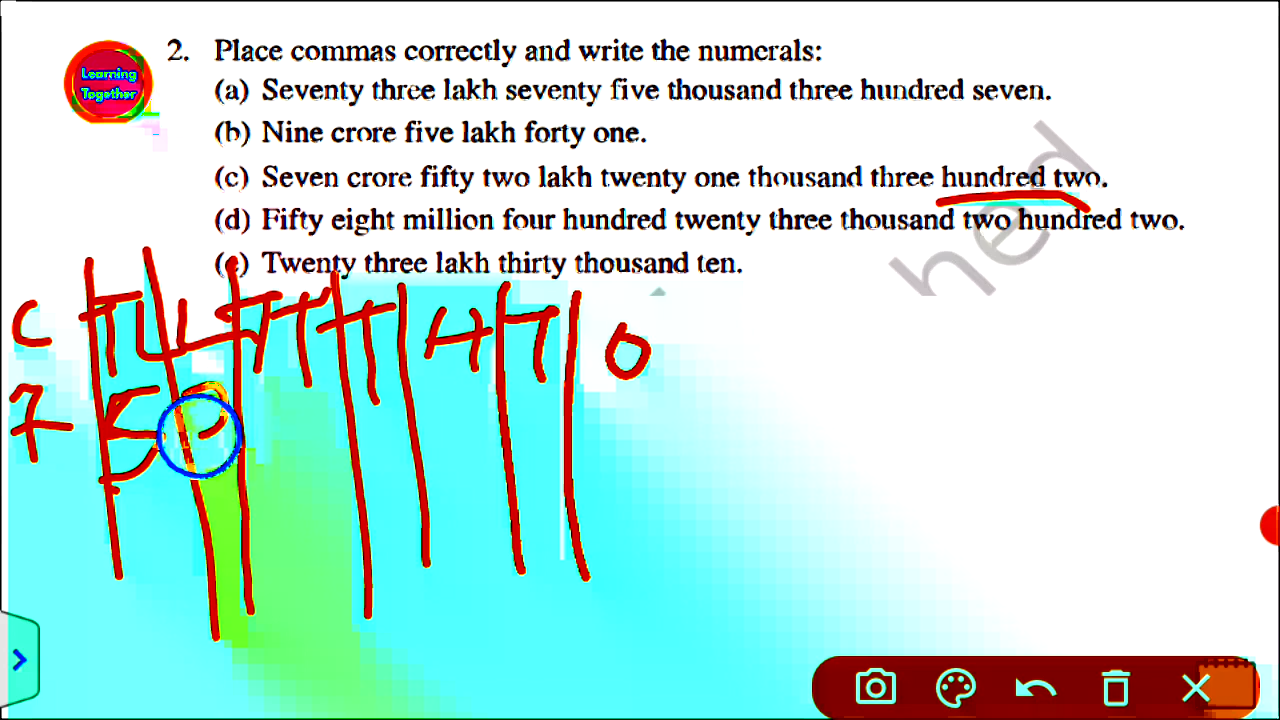 Learning
Together
2. Place commas correctly and write the numerals:
(a) Seventy three lakh seventy five thousand three hundred seven.
(b) Nine crore five lakh forty one.
(c) Seven crore fifty two lakh twenty one thousand three hundred two.
(d) Fifty eight million four hundred twenty three thousand two hundred two.
(e) Twenty three lakh thirty thousand ten.
hed
C TL L TT T H T O
7 5